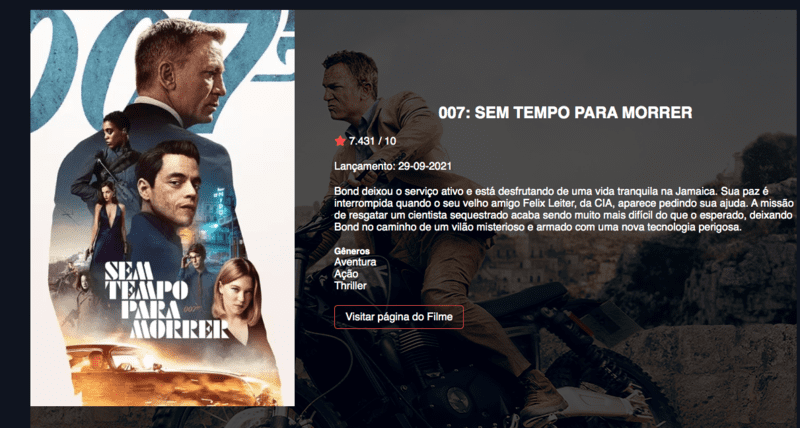 007
007: SEM TEMPO PARA MORRER
7.431 / 10
Lançamento: 29-09-2021
Bond deixou o serviço ativo e está desfrutando de uma vida tranquila na Jamaica. Sua paz é
interrompida quando o seu velho amigo Felix Leiter, da CIA, aparece pedindo sua ajuda. A missão
de resgatar um cientista sequestrado acaba sendo muito mais difícil do que o esperado, deixando
Bond no caminho de um vilão misterioso e armado com uma nova tecnologia perigosa.
Gêneros
Aventura
Ação
Thriller
Visitar página do Filme
SEM
TEMPO
PARA
007
MORRER